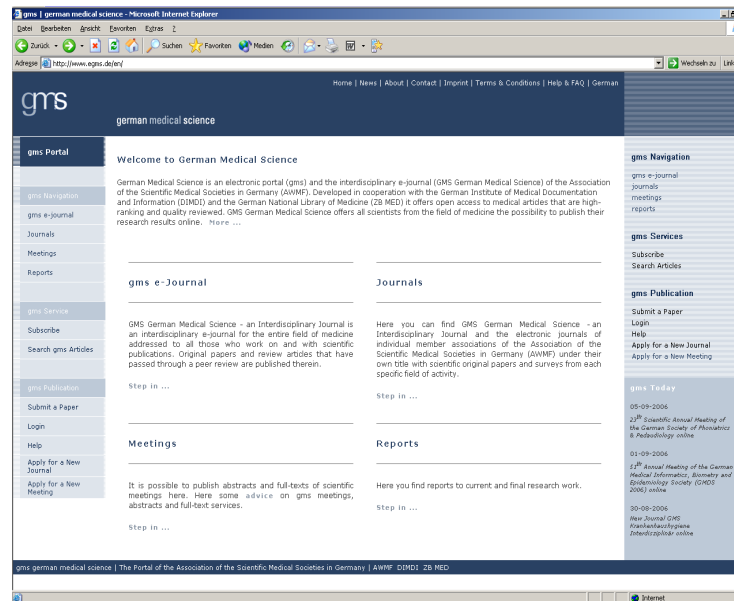 gms | german medical science - Microsoft Internet Explorer
Datei Bearbeiten Ansicht Favoriten Extras ?
Zurück Suchen Favoriten Medien
Adresse http://www.egms.de/en/ Wechseln zu Link
Home | News | About | Contact | Imprint | Terms & Conditions | Help & FAQ | German
gms
german medical science
gms Portal
gms Navigation
gms e-journal
Journals
Meetings
Reports
gms Service
Subscribe
Search gms Articles
gms Publication
Submit a Paper
Login
Help
Apply for a New
Journal
Apply for a New
Meeting
Welcome to German Medical Science
German Medical Science is an electronic portal (gms) and the interdisciplinary e-journal (GMS German Medical Science) of the Association
of the Scientific Medical Societies in Germany (AWMF). Developed in cooperation with the German Institute of Medical Documentation
and Information (DIMDI) and the German National Library of Medicine (ZB MED) it offers open access to medical articles that are high-
ranking and quality reviewed. GMS German Medical Science offers all scientists from the field of medicine the possibility to publish their
research results online. More ...
gms e-Journal
GMS German Medical Science - an Interdisciplinary Journal is
an interdisciplinary e-journal for the entire field of medicine
addressed to all those who work on and with scientific
publications. Original papers and review articles that have
passed through a peer review are published therein.
Step in ...
Journals
Here you can find GMS German Medical Science - an
Interdisciplinary Journal and the electronic journals of
individual member associations of the Association of the
Scientific Medical Societies in Germany (AWMF) under their
own title with scientific original papers and surveys from each
specific field of activity.
Step in ...
Meetings
It is possible to publish abstracts and full-texts of scientific
meetings here. Here some advice on gms meetings,
abstracts and full-text services.
Step in ...
Reports
Here you find reports to current and final research work.
Step in ...
gms Navigation
gms e-journal
journals
meetings
reports
gms Services
Subscribe
Search Articles
gms Publication
Submit a Paper
Login
Help
Apply for a New Journal
Apply for a New Meeting
gms Today
05-09-2006
23th Scientific Annual Meeting of
the German Society of Phoniatrics
& Pedaudiology online
01-09-2006
51th Annual Meeting of the German
Medical Informatics, Biometry and
Epidemiology Society (GMDS
2006) online
30-08-2006
New Journal GMS
Krankenhaushygiene
Interdisziplinär online
gms german medical science | The Portal of the Association of the Scientific Medical Societies in Germany | AWMF DIMDI ZB MED
Internet